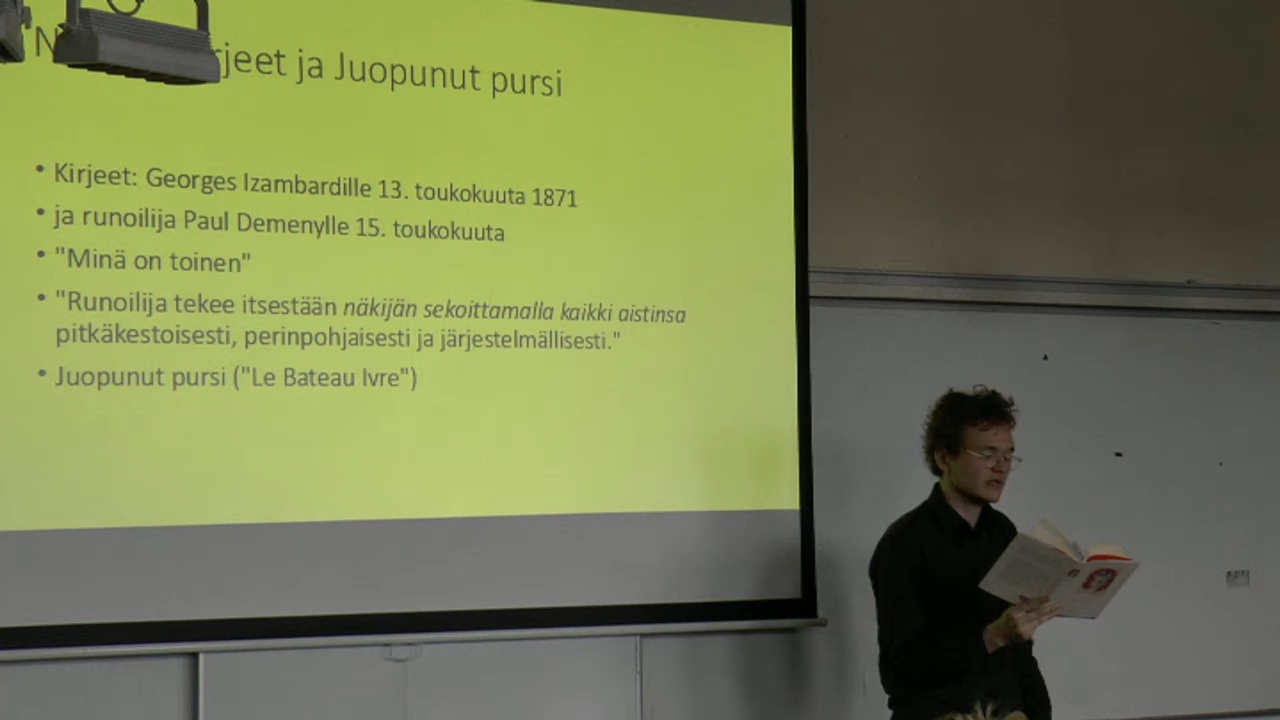 rjeet ja Juopunut pursi
• Kirjeet: Georges Izambardille 13. toukokuuta 1871
• ja runoilija Paul Demenylle 15. toukokuuta
• "Minä on toinen"
• "Runoilija tekee itsestään näkijän sekoittamalla kaikki aistinsa
pitkäkestoisesti, perinpohjaisesti ja järjestelmällisesti."
• Juopunut pursi ("Le Bateau Ivre")